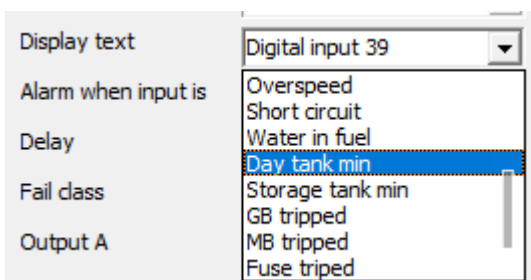 Display text
Digital input 39
Alarm when input is
Overspeed
Short circuit
Delay
Water in fuel
Day tank min
Fail class
Storage tank min
GB tripped
Output A
MB tripped
Fuse triped